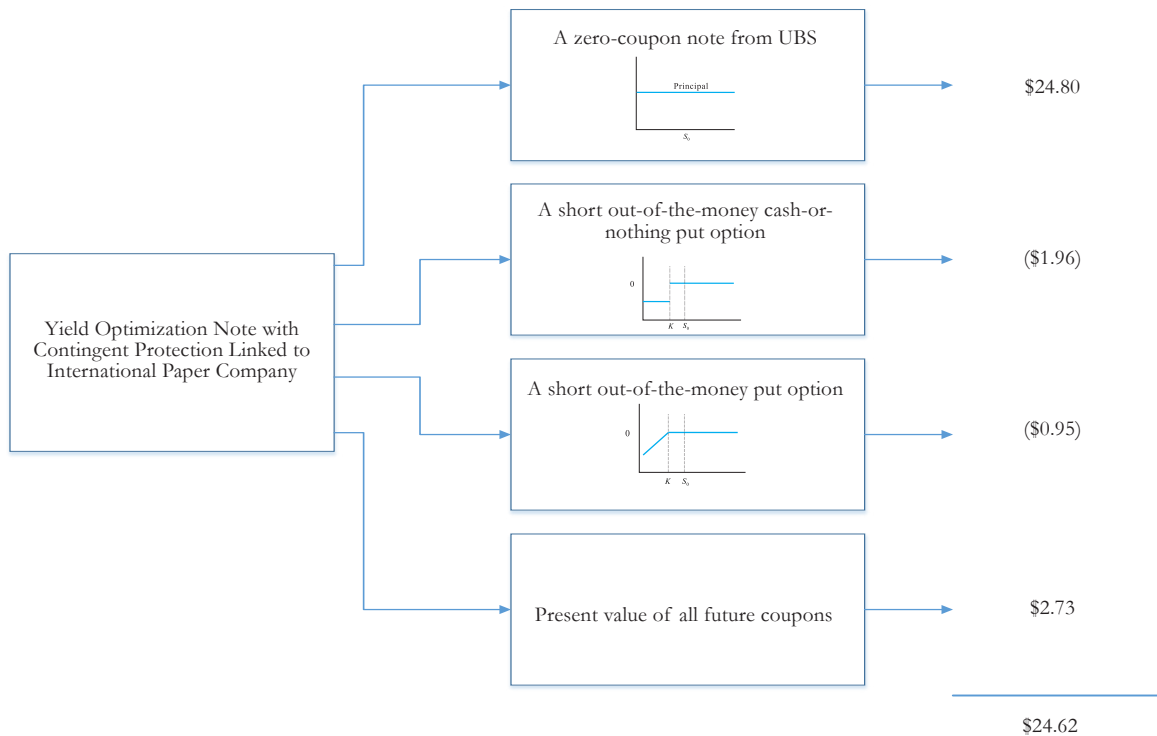 A zero-coupon note from UBS
Principal
S₀
$24.80
A short out-of-the-money cash-or-
nothing put option
0
K S₀
($1.96)
Yield Optimization Note with
Contingent Protection Linked to
International Paper Company
A short out-of-the-money put option
0
K S₀
($0.95)
Present value of all future coupons
$2.73
$24.62